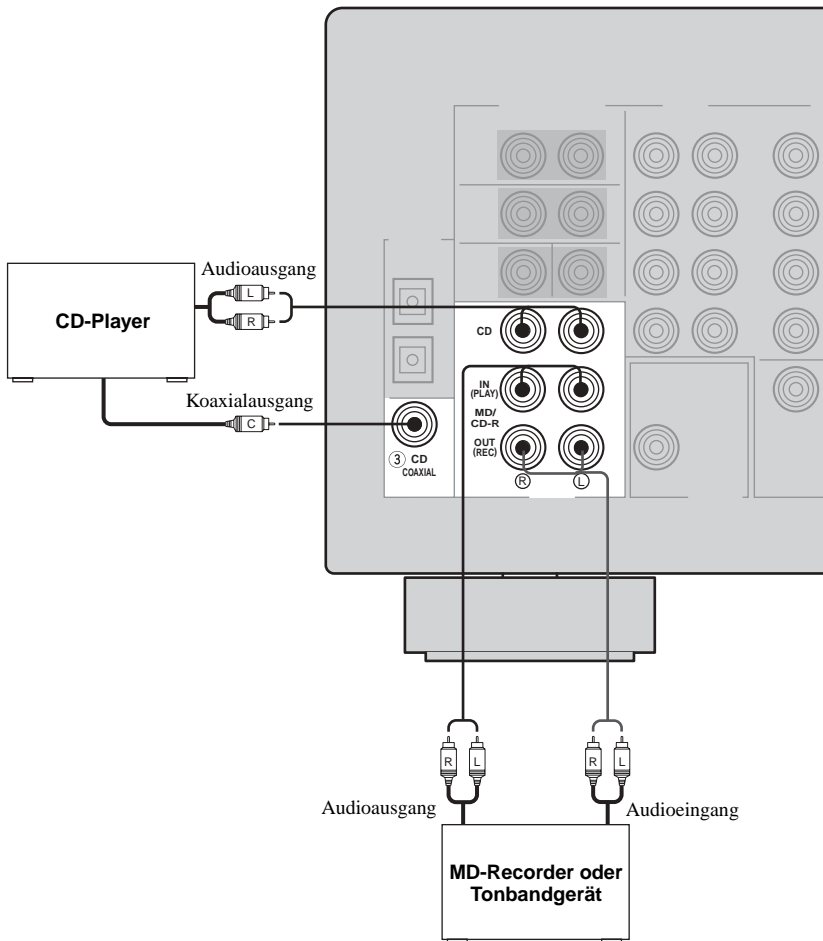 Audioausgang
L
R
CD-Player
Koaxialausgang
C
CD
IN
(PLAY)
MD/
CD-R
OUT
(REC)
R L
③ CD
COAXIAL
R L
R L
Audioausgang
Audioeingang
MD-Recorder oder
Tonbandgerät